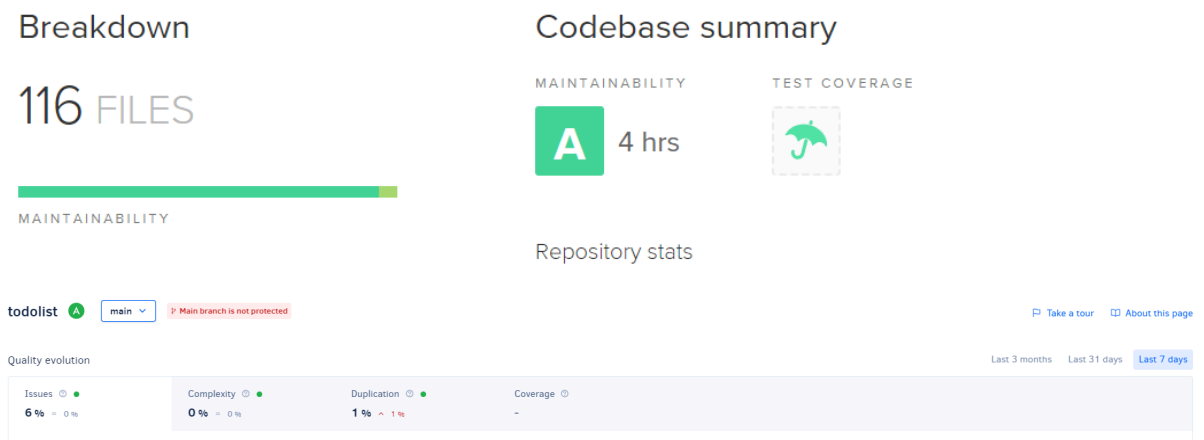 Breakdown
Codebase summary
116 FILES
MAINTAINABILITY
TEST COVERAGE
A 4 hrs
MAINTAINABILITY
Repository stats
todolist A main Main branch is not protected
Take a tour About this page
Quality evolution
Last 3 months Last 31 days Last 7 days
Issues Complexity Duplication Coverage
6 % = 0 % 0 % = 0 % 1 % ^ 1 % -